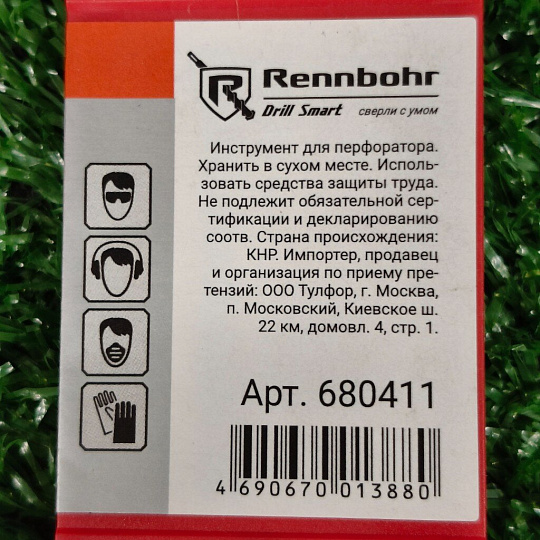 R Rennbohr
Drill Smart сверли с умом
Инструмент для перфоратора.
Хранить в сухом месте. Исполь-
зовать средства защиты труда.
Не подлежит обязательной сер-
тификации и декларированию
соотв. Страна происхождения:
КНР. Импортер, продавец
и организация по приему пре-
тензий: ООО Тулфор, г. Москва,
п. Московский, Киевское ш.
22 км, домовл. 4, стр. 1.
Арт. 680411
4 690670 013880